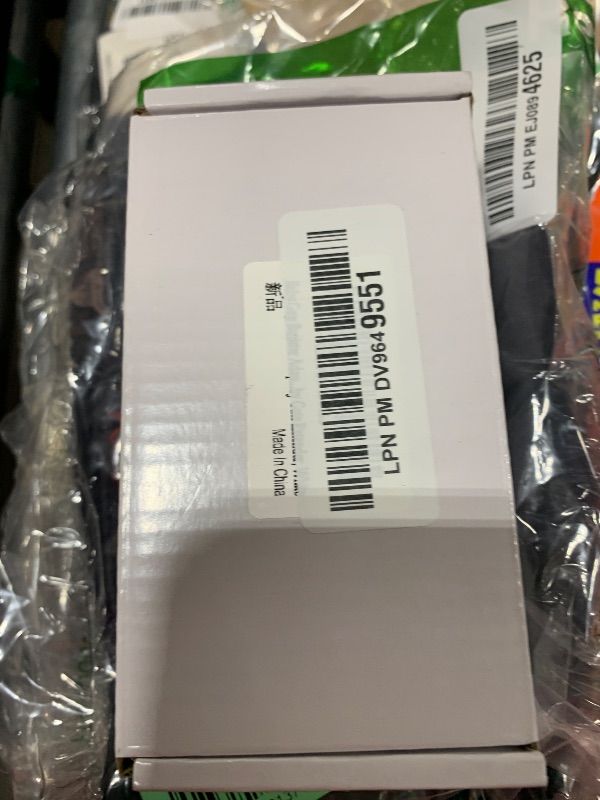 LPN PM EJ0894625
LPN PM DV9649551
新品
Made in China